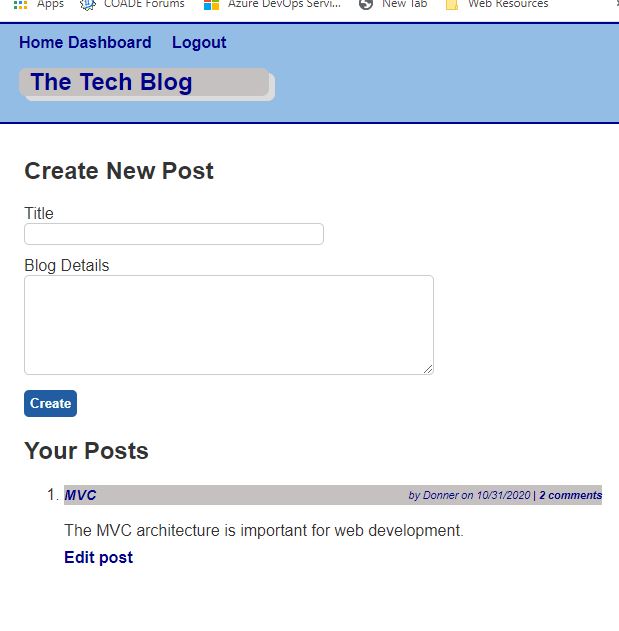 Apps COADE Forums Azure DevOps Servi... New Tab Web Resources
Home Dashboard Logout
The Tech Blog
Create New Post
Title
Blog Details
Create
Your Posts
1. MVC by Donner on 10/31/2020 | 2 comments
The MVC architecture is important for web development.
Edit post